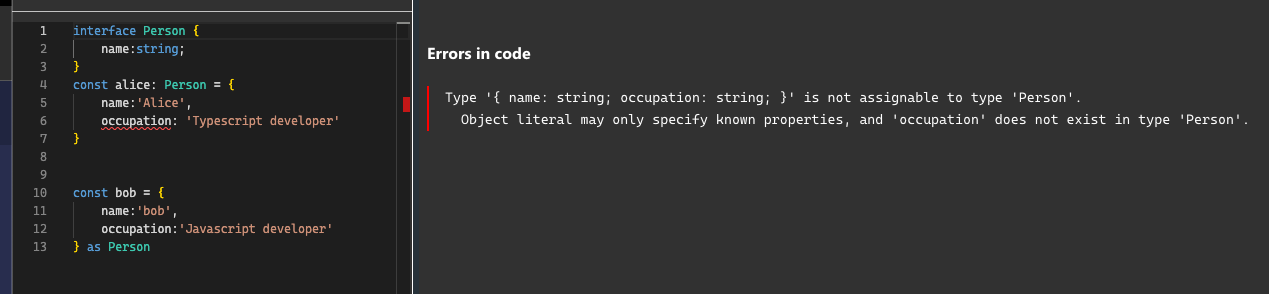 1 interface Person {
2 name:string;
3 }
4 const alice: Person = {
5 name:'Alice',
6 occupation: 'Typescript developer'
7 }
8
9
10 const bob = {
11 name:'bob',
12 occupation:'Javascript developer'
13 } as Person
Errors in code
Type '{ name: string; occupation: string; }' is not assignable to type 'Person'.
Object literal may only specify known properties, and 'occupation' does not exist in type 'Person'.